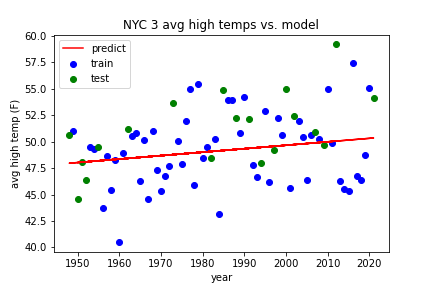 NYC 3 avg high temps vs. model
avg high temp (F)
60.0
57.5
55.0
52.5
50.0
47.5
45.0
42.5
40.0
predict
train
test
1950 1960 1970 1980 1990 2000 2010 2020
year